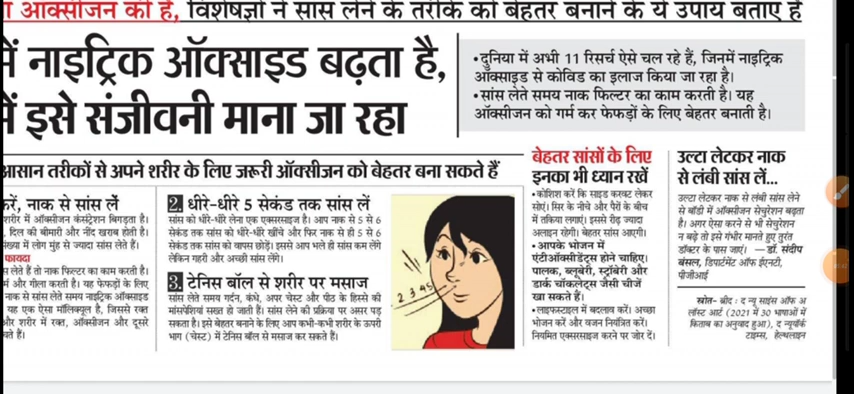 ऑक्सीजन की है, विशेषज्ञों ने सांस लेने के तरीके को बेहतर बनाने के ये उपाय बताए हैं
में नाइट्रिक ऑक्साइड बढ़ता है,
में इसे संजीवनी माना जा रहा
•दुनिया में अभी 11 रिसर्च ऐसे चल रहे हैं, जिनमें नाइट्रिक
ऑक्साइड से कोविड का इलाज किया जा रहा है।
•सांस लेते समय नाक फिल्टर का काम करती है। यह
ऑक्सीजन को गर्म कर फेफड़ों के लिए बेहतर बनाती है।
आसान तरीकों से अपने शरीर के लिए जरूरी ऑक्सीजन को बेहतर बना सकते हैं
करें, नाक से सांस लें
शरीर में ऑक्सीजन कंस्ट्रेशन बिगड़ता है।
दिल की बीमारी और नींद खराब होती है।
संख्या में लोग मुंह से ज्यादा सांस लेते हैं।
फायदा
लेते हैं तो नाक फिल्टर का काम करती है।
और गीला करती है। यह फेफड़ों के लिए
नाक से सांस लेते समय नाइट्रिक ऑक्साइड
यह एक ऐसा मॉलिक्यूल है, जिससे रक्त
और शरीर में रक्त, ऑक्सीजन और दूसरे
हैं।
2. धीरे-धीरे 5 सेकंड तक सांस लें
सांस को धीरे-धीरे लेना एक एक्सरसाइज है। आप नाक से 5 से 6
सेकंड तक सांस को धीरे-धीरे खींचे और फिर नाक से ही 5 से 6
सेकंड तक सांस को वापस छोड़ें। इससे आप भले ही सांस कम लेंगे
लेकिन गहरी और अच्छी सांस लेंगे।
3. टेनिस बॉल से शरीर पर मसाज
सांस लेते समय गर्दन, कंधे, अपर चेस्ट और पीठ के हिस्से की
मांसपेशियां सख्त हो जाती हैं। सांस लेने की प्रक्रिया पर असर पड़
सकता है। इसे बेहतर बनाने के लिए आप कभी-कभी शरीर के ऊपरी
भाग (चेस्ट) में टेनिस बॉल से मसाज कर सकते हैं।
2 3 4 5
बेहतर सांसों के लिए
इनका भी ध्यान रखें
•कोशिश करें कि साइड करवट लेकर
सोएं। सिर के नीचे और पैरों के बीच
में तकिया लगाएं। इससे रीढ़ ज्यादा
अलाइन रहेगी। बेहतर सांस आएगी।
•आपके भोजन में
एंटीऑक्सीडेंट्स होने चाहिए।
पालक, ब्लूबेरी, स्ट्रॉबेरी और
डार्क चॉकलेट्स जैसी चीजें
खा सकते हैं।
•लाइफस्टाइल में बदलाव करें। अच्छा
भोजन करें और वजन नियंत्रित करें।
नियमित एक्सरसाइज करने पर जोर दें।
उल्टा लेटकर नाक
से लंबी सांस लें...
उल्टा लेटकर नाक से लंबी सांस लेने
से बॉडी में ऑक्सीजन सेचुरेशन बढ़ता
है। अगर ऐसा करने से भी सेचुरेशन
न बढ़े तो इसे गंभीर मानते हुए तुरंत
डॉक्टर के पास जाएं। —डॉ. संदीप
बंसल, डिपार्टमेंट ऑफ ईएनटी,
पीजीआई
स्रोत- ब्रीद : द न्यू साइंस ऑफ अ
लॉस्ट आर्ट (2021 में 30 भाषाओं में
किताब का अनुवाद हुआ), द न्यूयॉर्क
टाइम्स, हेल्थलाइन